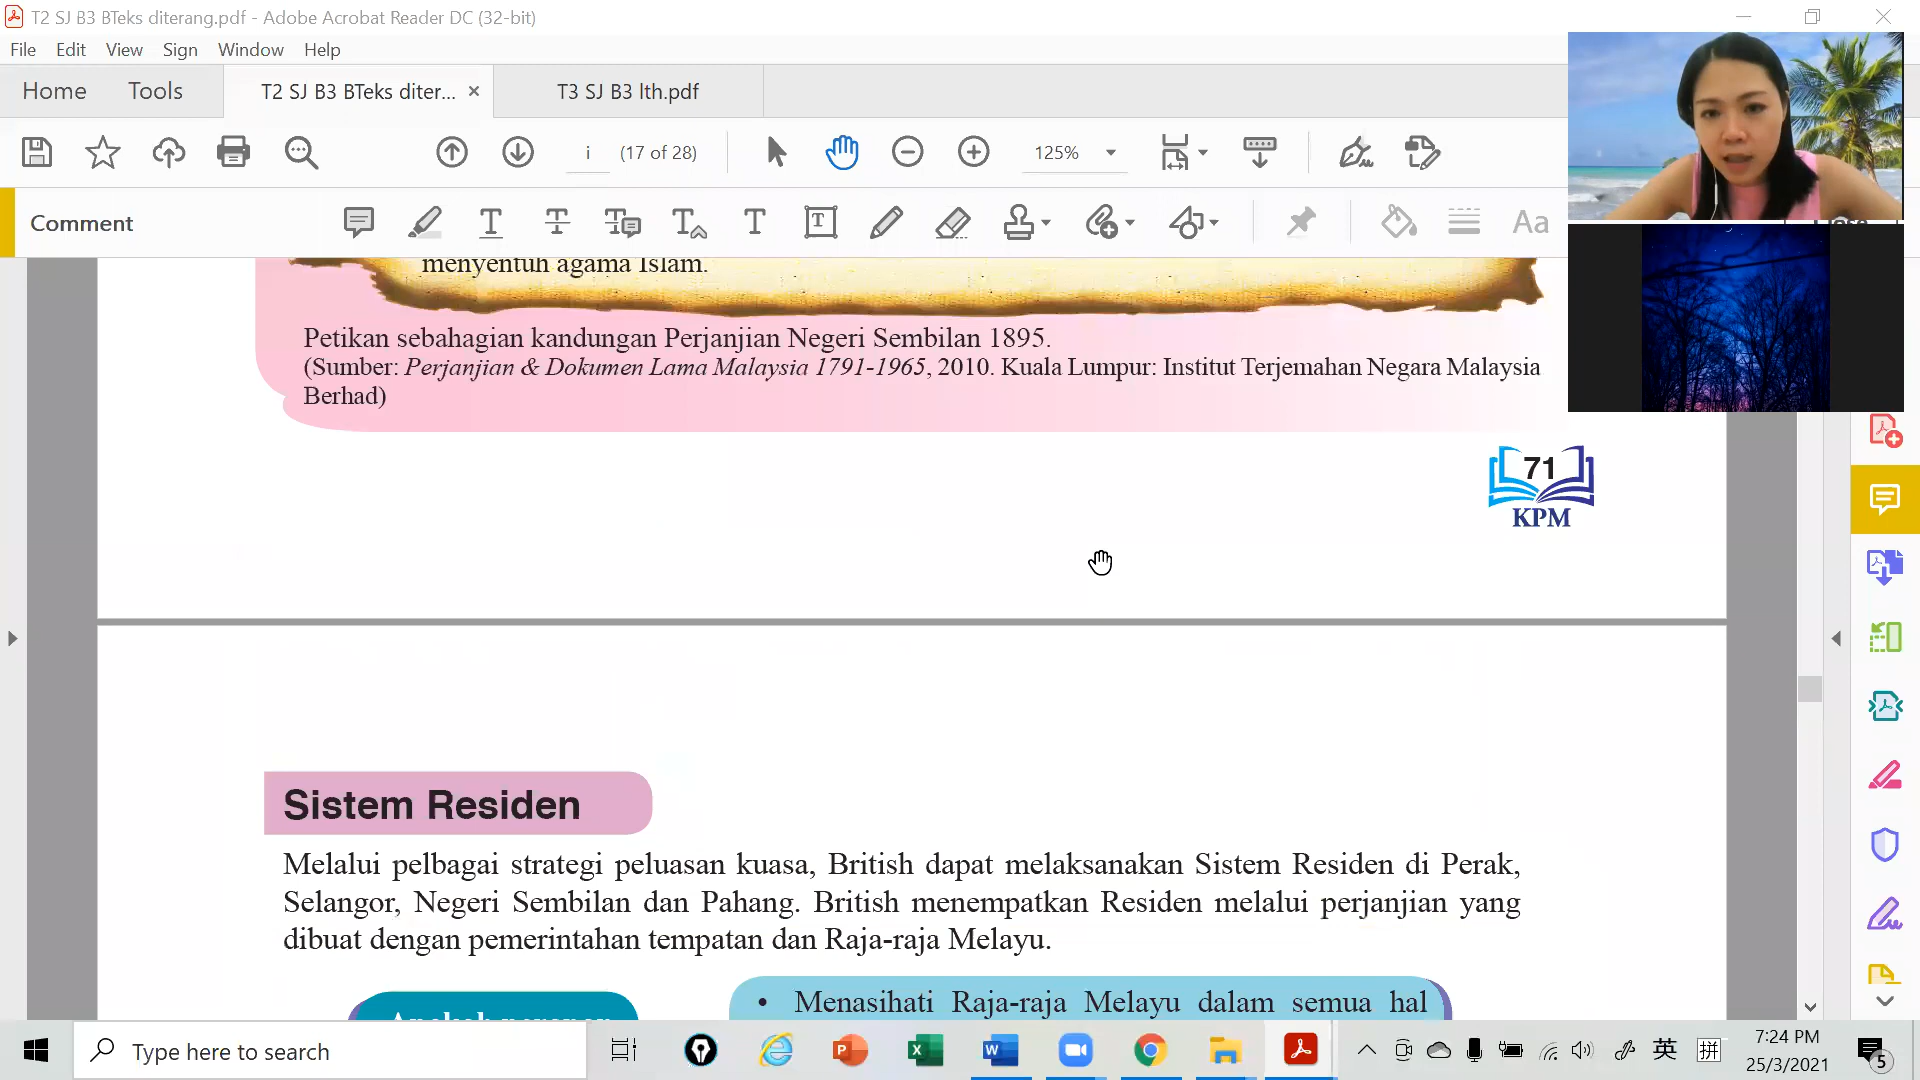 T2 SJ B3 BTeks diterang.pdf - Adobe Acrobat Reader DC (32-bit)
File Edit View Sign Window Help
Home Tools T2 SJ B3 BTeks diter... T3 SJ B3 lth.pdf
i (17 of 28) 125%
Comment
menyentuh agama Islam.
Petikan sebahagian kandungan Perjanjian Negeri Sembilan 1895.
(Sumber: Perjanjian & Dokumen Lama Malaysia 1791-1965, 2010. Kuala Lumpur: Institut Terjemahan Negara Malaysia
Berhad)
71
KPM
Sistem Residen
Melalui pelbagai strategi peluasan kuasa, British dapat melaksanakan Sistem Residen di Perak,
Selangor, Negeri Sembilan dan Pahang. British menempatkan Residen melalui perjanjian yang
dibuat dengan pemerintahan tempatan dan Raja-raja Melayu.
• Menasihati Raja-raja Melayu dalam semua hal
Type here to search
英 拼
7:24 PM
25/3/2021
5